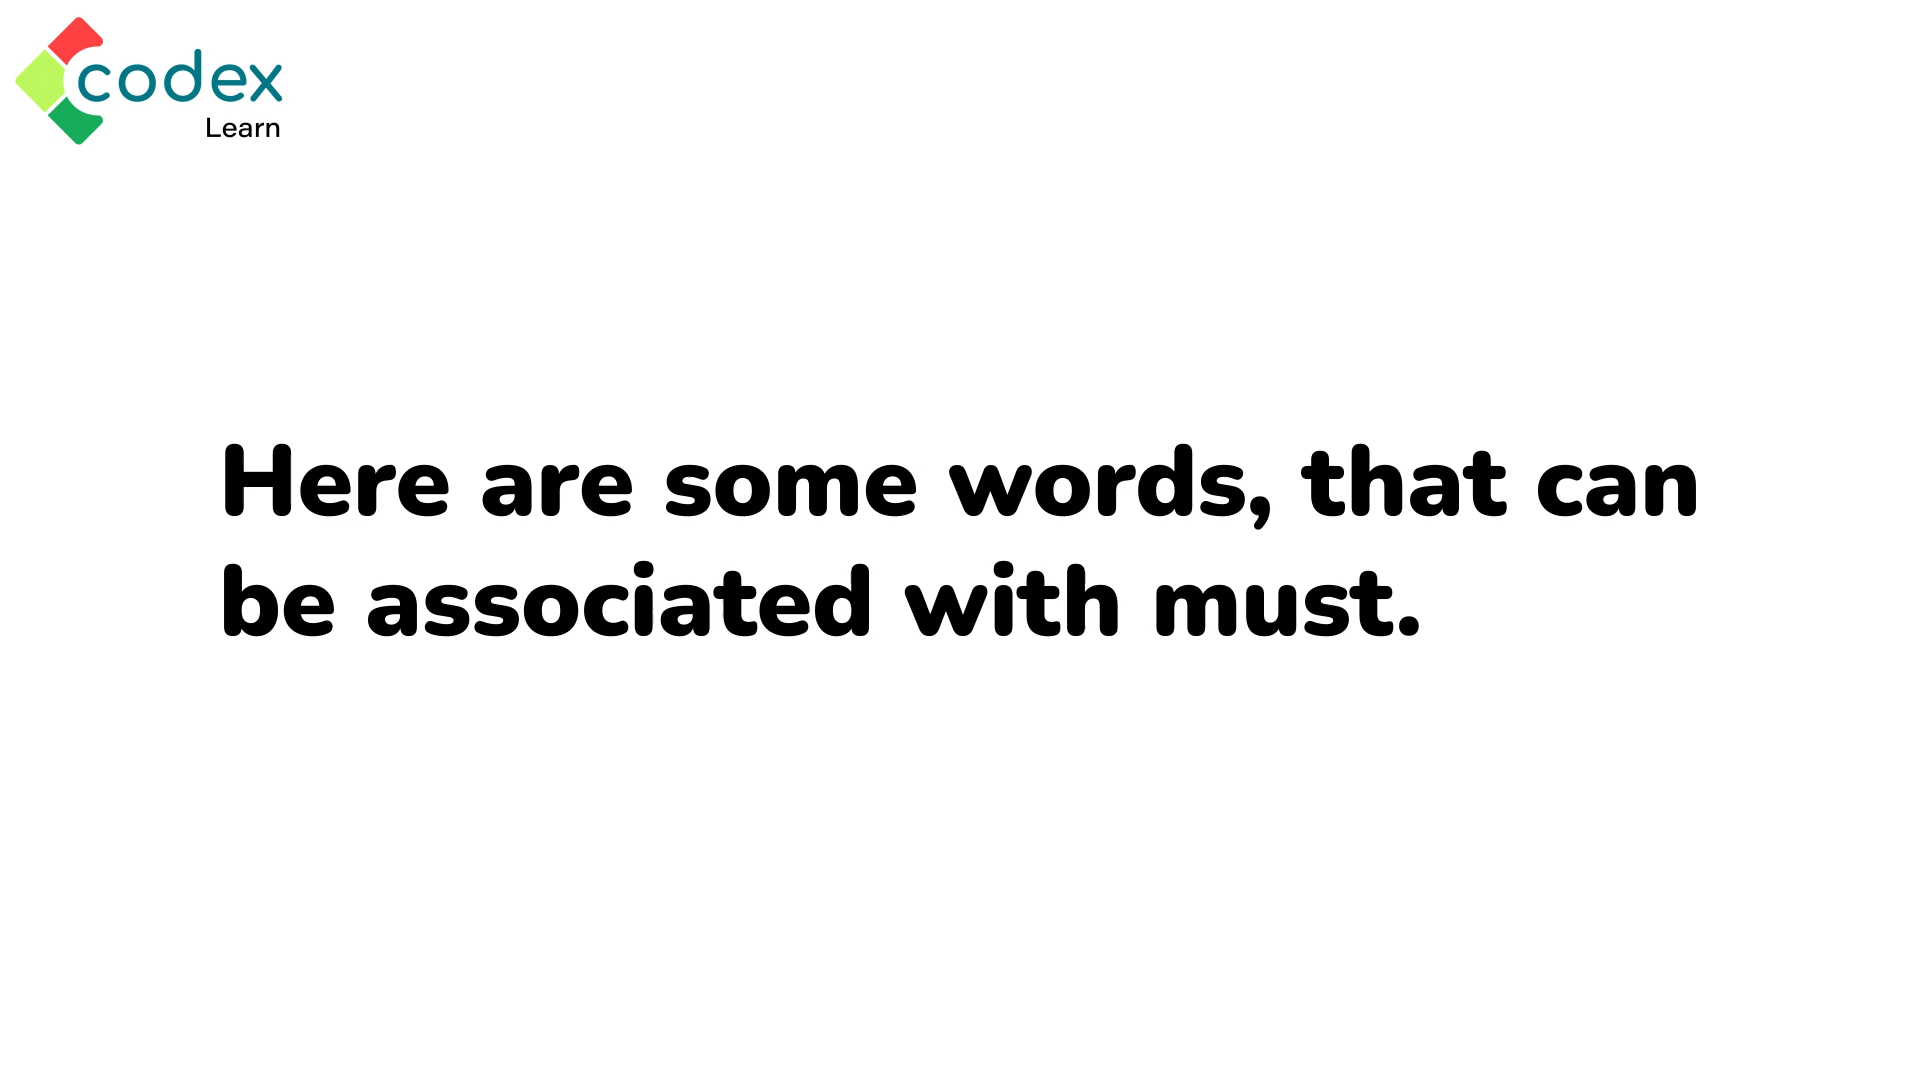 codex
Learn
Here are some words, that can
be associated with must.